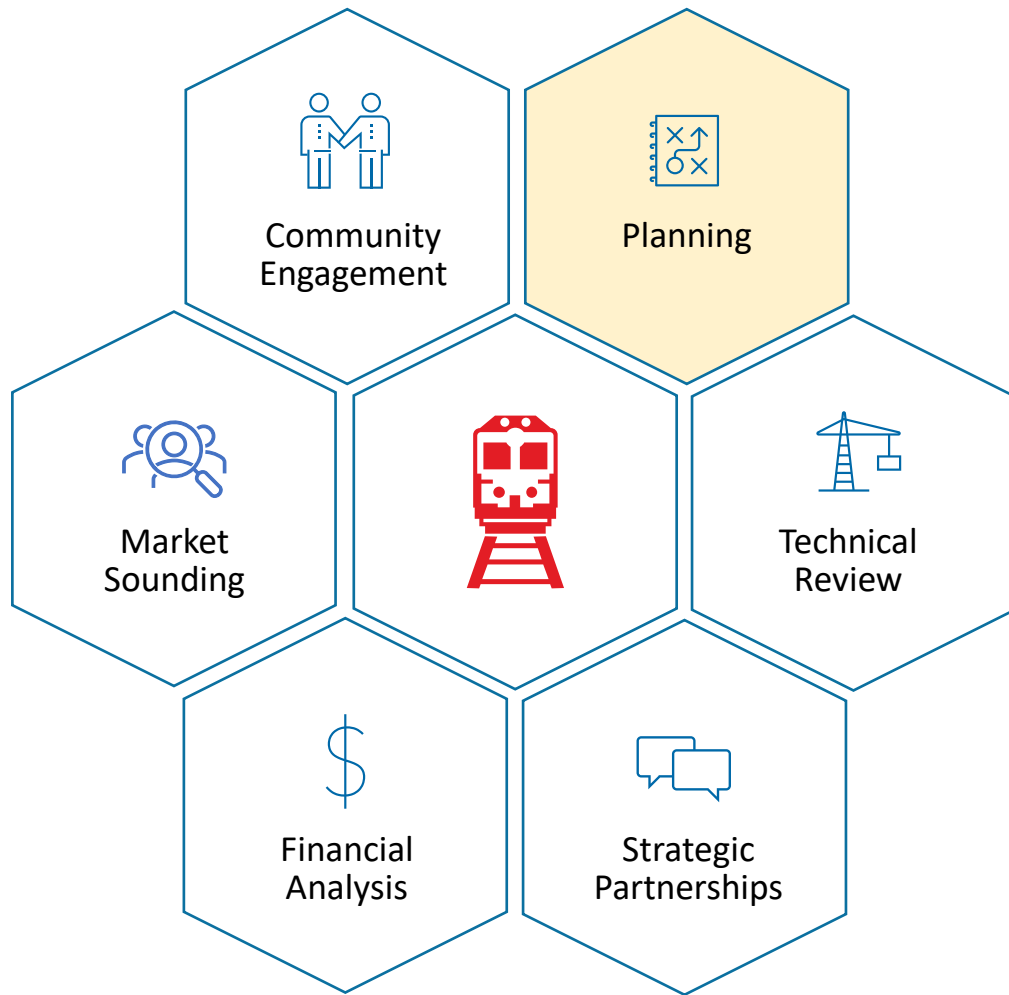 Community
Engagement
Planning
Market
Sounding
Technical
Review
Financial
Analysis
Strategic
Partnerships